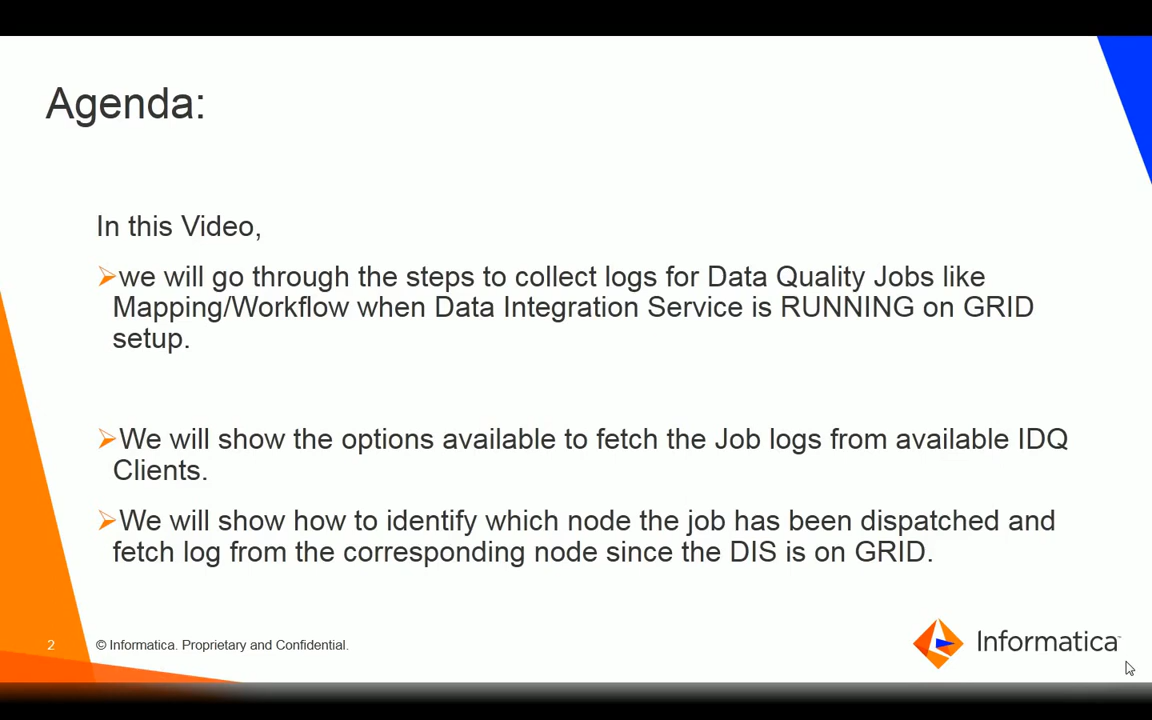 Agenda:
In this Video,
we will go through the steps to collect logs for Data Quality Jobs like
Mapping/Workflow when Data Integration Service is RUNNING on GRID
setup.
We will show the options available to fetch the Job logs from available IDQ
Clients.
We will show how to identify which node the job has been dispatched and
fetch log from the corresponding node since the DIS is on GRID.
2
© Informatica. Proprietary and Confidential.
Informatica